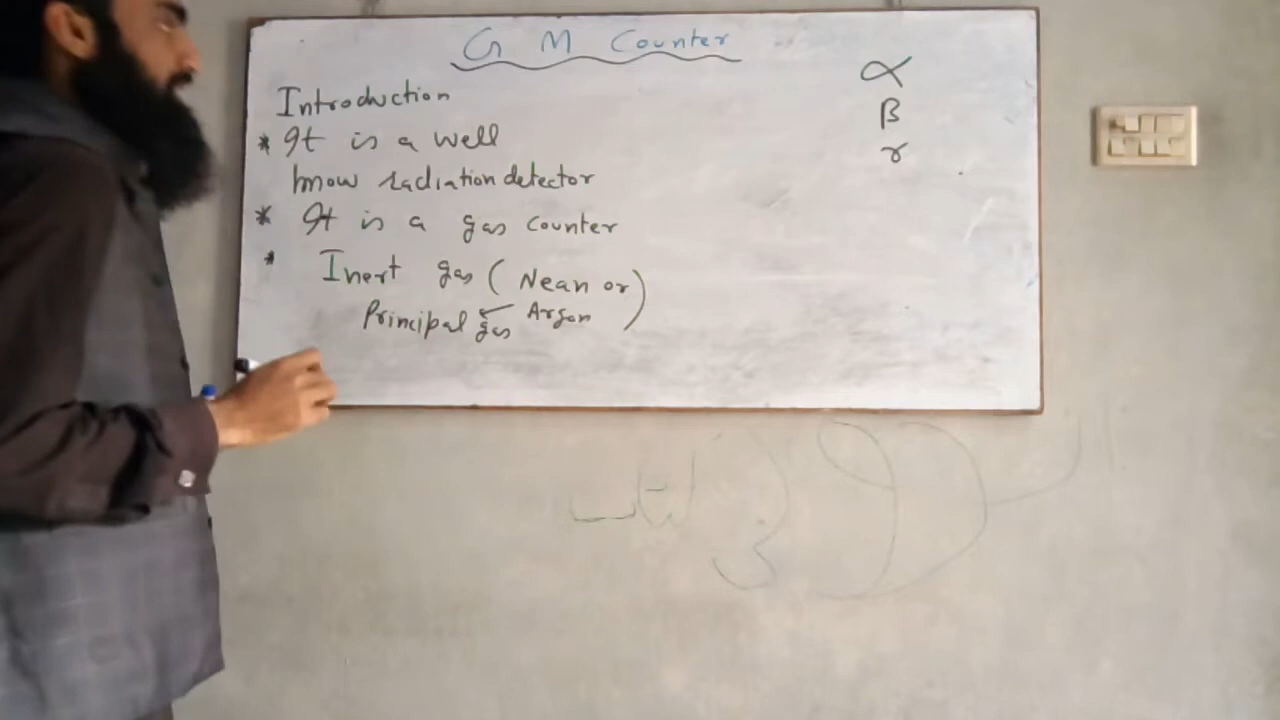 G M Counter
Introduction
* It is a well
know radiation detector
* It is a gas counter
* Inert gas ( Nean or )
Principal gas ← Argon
α
β
γ